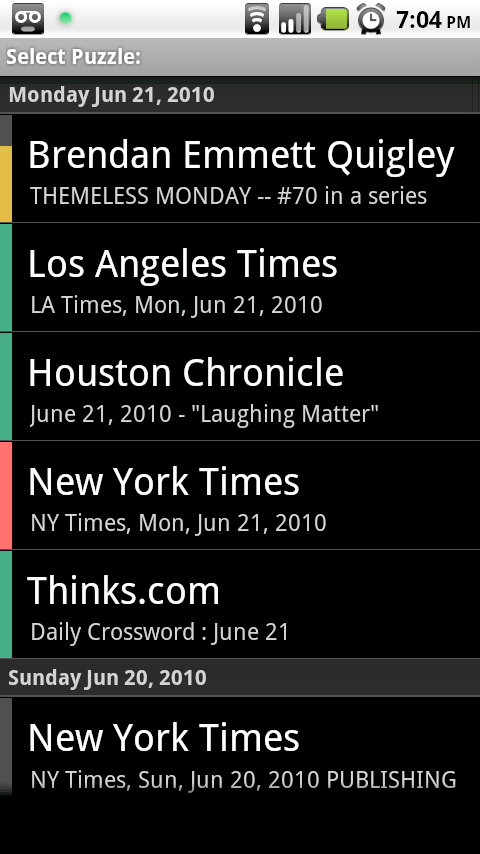 7:04 PM
Select Puzzle:
Monday Jun 21, 2010
Brendan Emmett Quigley
THEMELESS MONDAY -- #70 in a series
Los Angeles Times
LA Times, Mon, Jun 21, 2010
Houston Chronicle
June 21, 2010 - "Laughing Matter"
New York Times
NY Times, Mon, Jun 21, 2010
Thinks.com
Daily Crossword : June 21
Sunday Jun 20, 2010
New York Times
NY Times, Sun, Jun 20, 2010 PUBLISHING